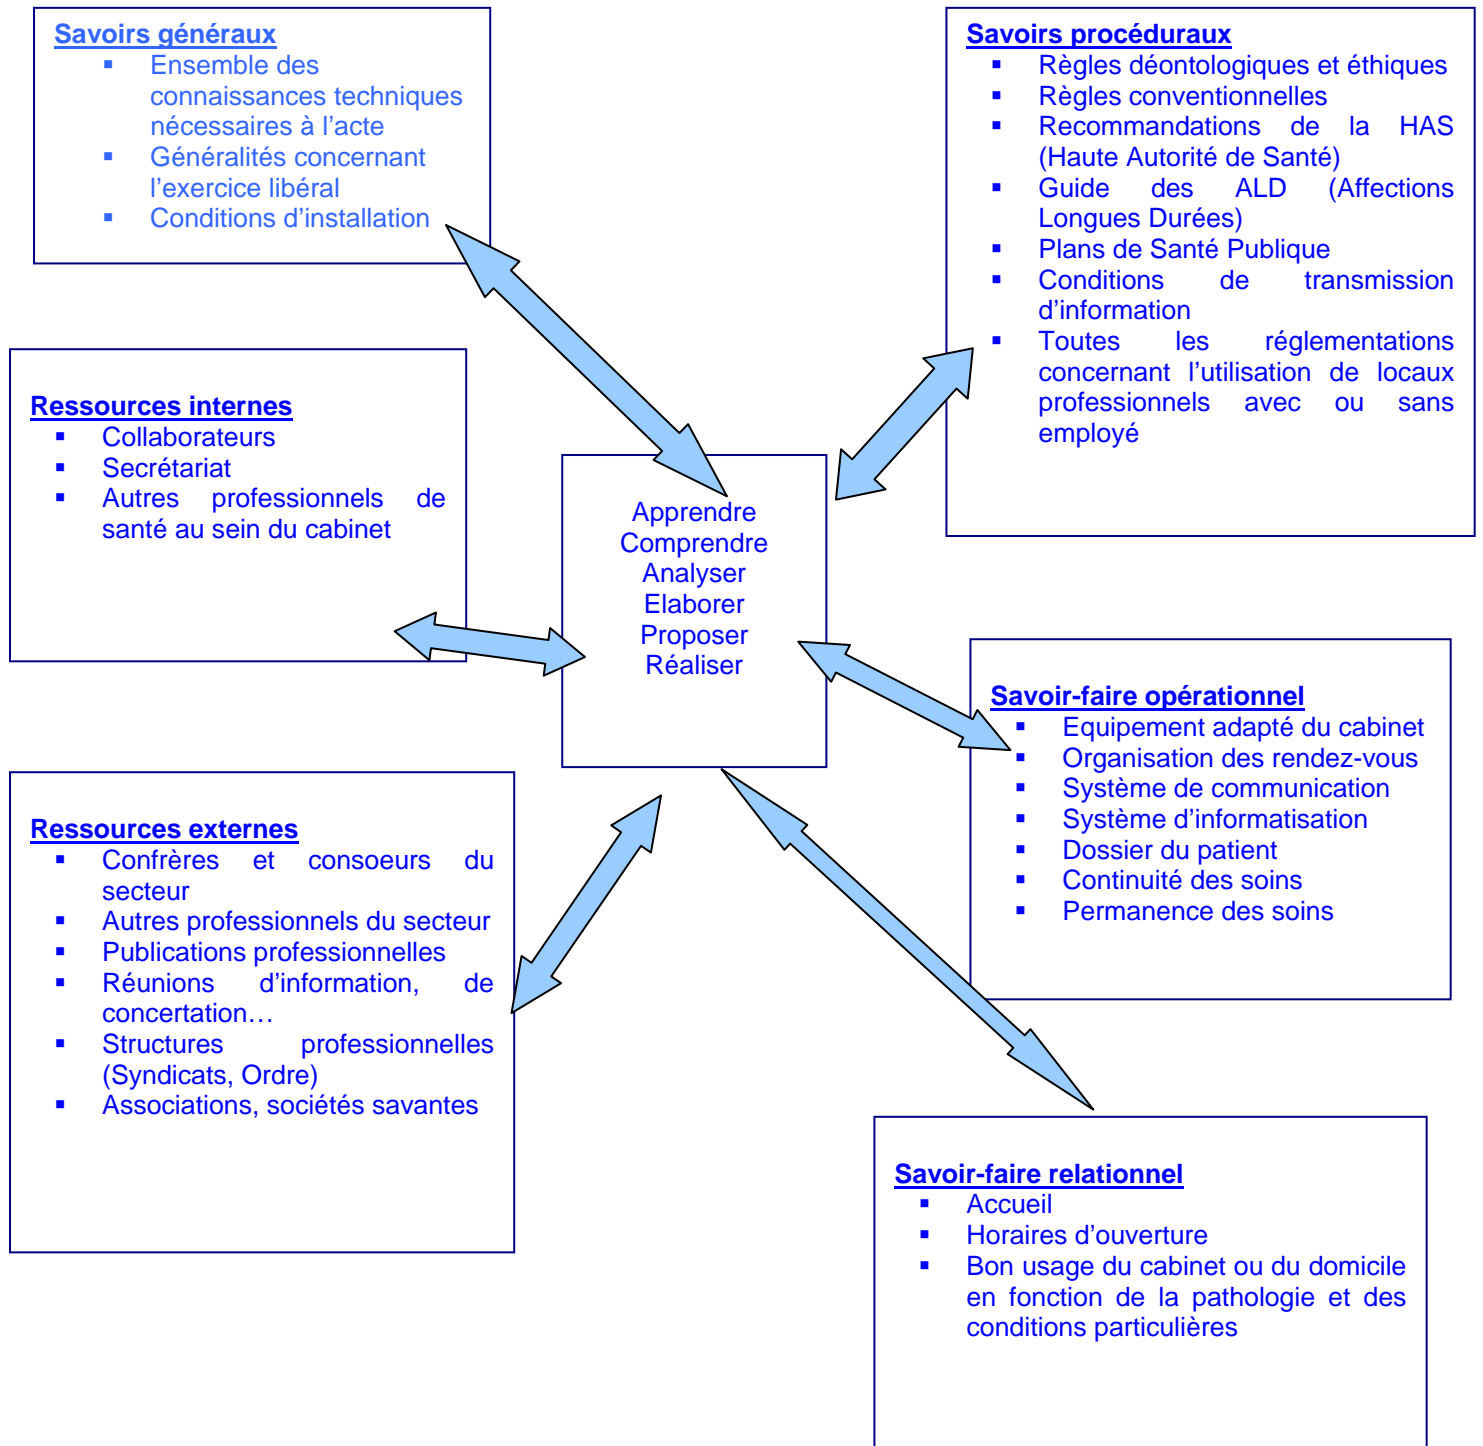 Savoirs généraux
▪ Ensemble des
connaissances techniques
nécessaires à l'acte
▪ Généralités concernant
l'exercice libéral
▪ Conditions d'installation
Savoirs procéduraux
▪ Règles déontologiques et éthiques
▪ Règles conventionnelles
▪ Recommandations de la HAS
(Haute Autorité de Santé)
▪ Guide des ALD (Affections
Longues Durées)
▪ Plans de Santé Publique
▪ Conditions de transmission
d'information
▪ Toutes les réglementations
concernant l'utilisation de locaux
professionnels avec ou sans
employé
Ressources internes
▪ Collaborateurs
▪ Secrétariat
▪ Autres professionnels de
santé au sein du cabinet
Apprendre
Comprendre
Analyser
Elaborer
Proposer
Réaliser
Savoir-faire opérationnel
▪ Equipement adapté du cabinet
▪ Organisation des rendez-vous
▪ Système de communication
▪ Système d'informatisation
▪ Dossier du patient
▪ Continuité des soins
▪ Permanence des soins
Ressources externes
▪ Confrères et consoeurs du
secteur
▪ Autres professionnels du secteur
▪ Publications professionnelles
▪ Réunions d'information, de
concertation…
▪ Structures professionnelles
(Syndicats, Ordre)
▪ Associations, sociétés savantes
Savoir-faire relationnel
▪ Accueil
▪ Horaires d'ouverture
▪ Bon usage du cabinet ou du domicile
en fonction de la pathologie et des
conditions particulières